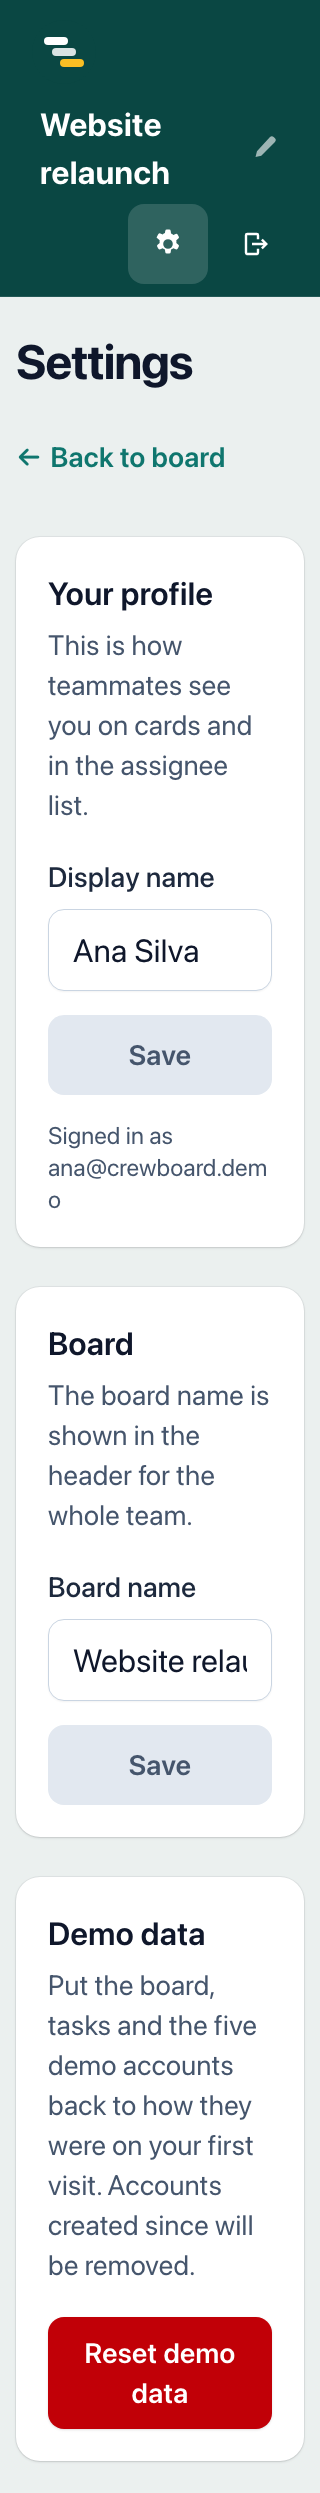 Website
relaunch
Settings
← Back to board
Your profile
This is how
teammates see
you on cards and
in the assignee
list.
Display name
Ana Silva
Save
Signed in as
ana@crewboard.dem
o
Board
The board name is
shown in the
header for the
whole team.
Board name
Website relau
Save
Demo data
Put the board,
tasks and the five
demo accounts
back to how they
were on your first
visit. Accounts
created since will
be removed.
Reset demo
data